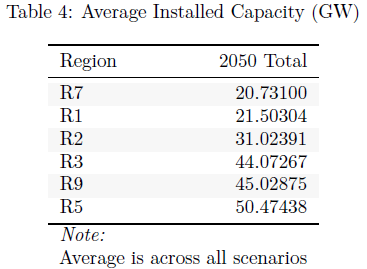 Table 4: Average Installed Capacity (GW)
Region 2050 Total
R7 20.73100
R1 21.50304
R2 31.02391
R3 44.07267
R9 45.02875
R5 50.47438
Note:
Average is across all scenarios